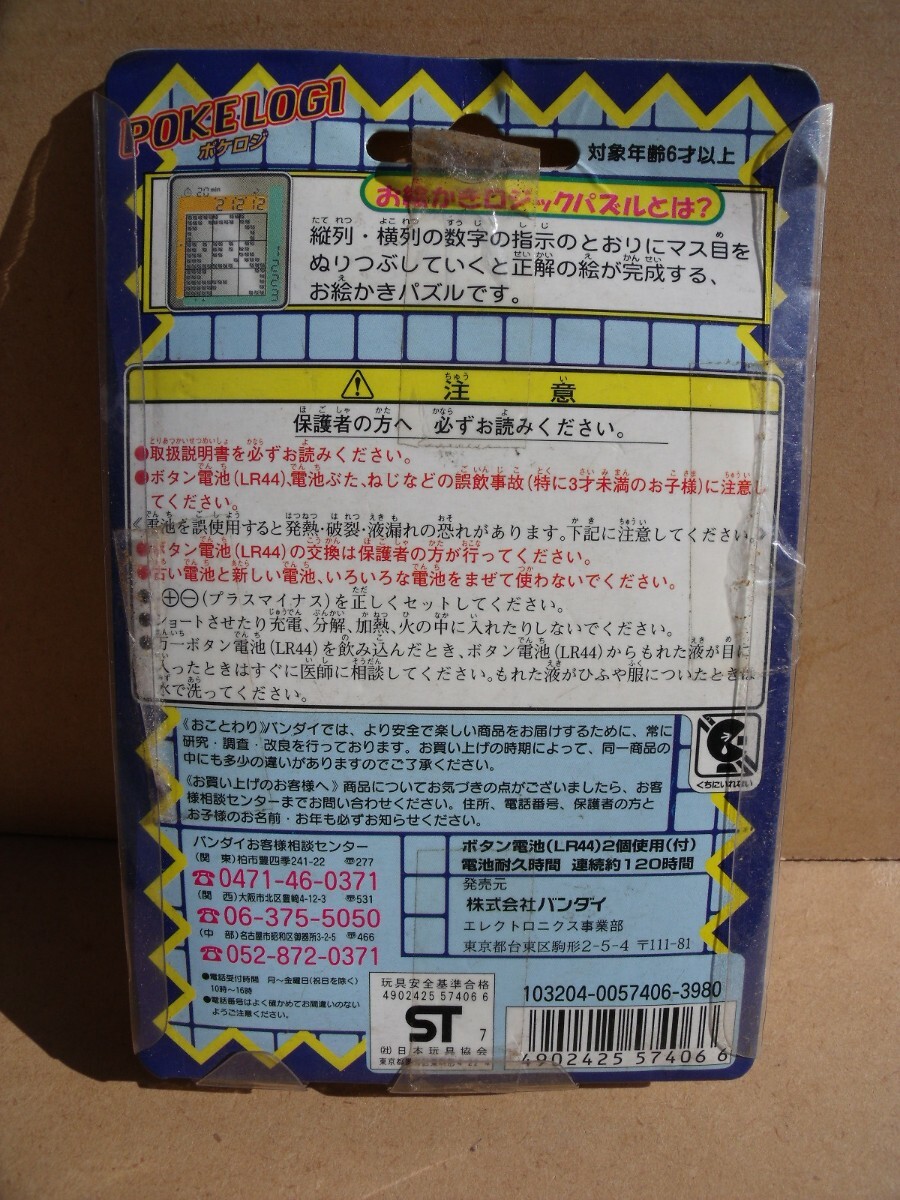 POKELOGI
ポケロジ
対象年齢6才以上
お絵かきロジックパズルとは?
20
2 12 12
縦列・横列の数字の指示のとおりにマス目を
ぬりつぶしていくと正解の絵が完成する、
お絵かきパズルです。
注意
保護者の方へ 必ずお読みください。
●取扱説明書を必ずお読みください。
●ボタン電池(LR44)、電池ぶた、ねじなどの誤飲事故(特に3才未満のお子様)に注意し
てください。
電池を誤使用すると発熱・破裂・液漏れの恐れがあります。下記に注意してください。
●ボタン電池(LR44)の交換は保護者の方が行ってください。
●古い電池と新しい電池、いろいろな電池をまぜて使わないでください。
●⊕⊖(プラスマイナス)を正しくセットしてください。
●ショートさせたり充電、分解、加熱、火の中に入れたりしないでください。
●万一ボタン電池(LR44)を飲み込んだとき、ボタン電池(LR44)からもれた液が目に
入ったときはすぐに医師に相談してください。もれた液がひふや服についたときは
水で洗ってください。
《おことわり》バンダイでは、より安全で楽しい商品をお届けするために、常に
研究・調査・改良を行っております。お買い上げの時期によって、同一商品の
中にも多少の違いがありますのでご了承ください。
《お買い上げのお客様へ》商品についてお気づきの点がございましたら、お客
様相談センターまでお問い合わせください。住所、電話番号、保護者の方と
お子様のお名前・お年も必ずお知らせください。
くちにいれない
バンダイお客様相談センター
(関 東)柏市豊四季241-22 〠277
☎0471-46-0371
(関 西)大阪市北区豊崎4-12-3 〠531
☎06-375-5050
(中 部)名古屋市昭和区御器所3-2-5 〠466
☎052-872-0371
●電話受付時間 月~金曜日(祝日を除く)
10時~16時
●電話番号はよく確かめてお間違いのない
ようご注意ください。
ボタン電池(LR44)2個使用(付)
電池耐久時間 連続約120時間
発売元
株式会社バンダイ
エレクトロニクス事業部
東京都台東区駒形2-5-4 〒111-81
玩具安全基準合格
4902425 57406 6
ST 7
㈳日本玩具協会
東京都
103204-0057406-3980
4902425 574066